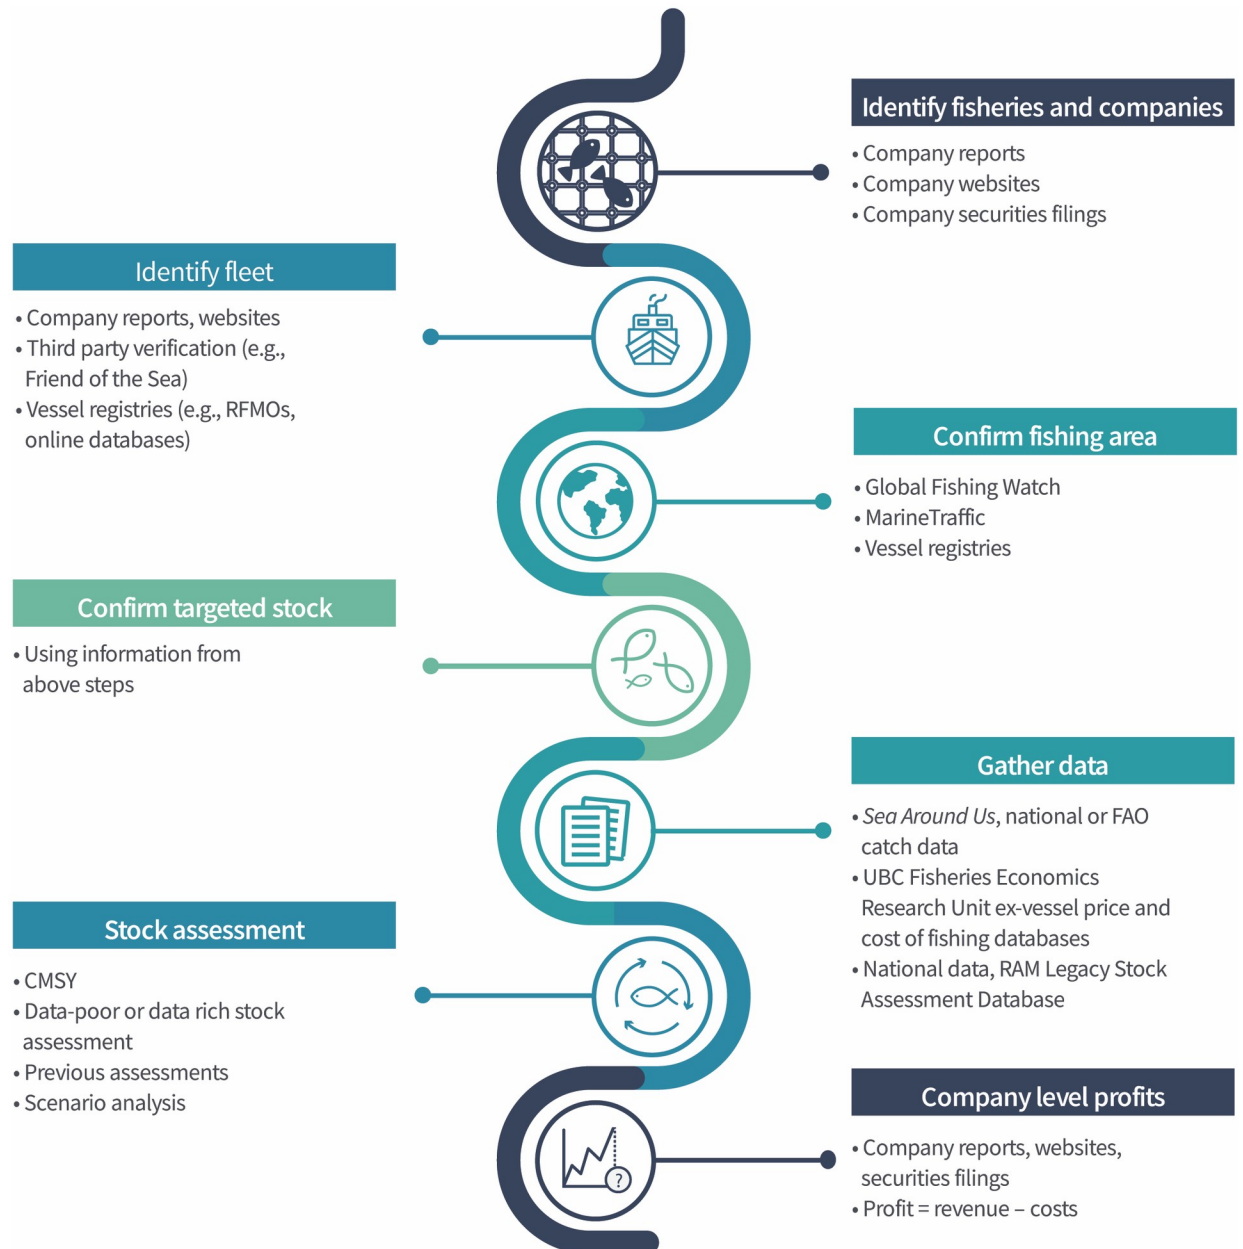 Identify fisheries and companies
• Company reports
• Company websites
• Company securities filings
Identify fleet
• Company reports, websites
• Third party verification (e.g.,
Friend of the Sea)
• Vessel registries (e.g., RFMOs,
online databases)
Confirm fishing area
• Global Fishing Watch
• MarineTraffic
• Vessel registries
Confirm targeted stock
• Using information from
above steps
Gather data
• Sea Around Us, national or FAO
catch data
• UBC Fisheries Economics
Research Unit ex-vessel price and
cost of fishing databases
• National data, RAM Legacy Stock
Assessment Database
Stock assessment
• CMSY
• Data-poor or data rich stock
assessment
• Previous assessments
• Scenario analysis
Company level profits
• Company reports, websites,
securities filings
• Profit = revenue – costs
?